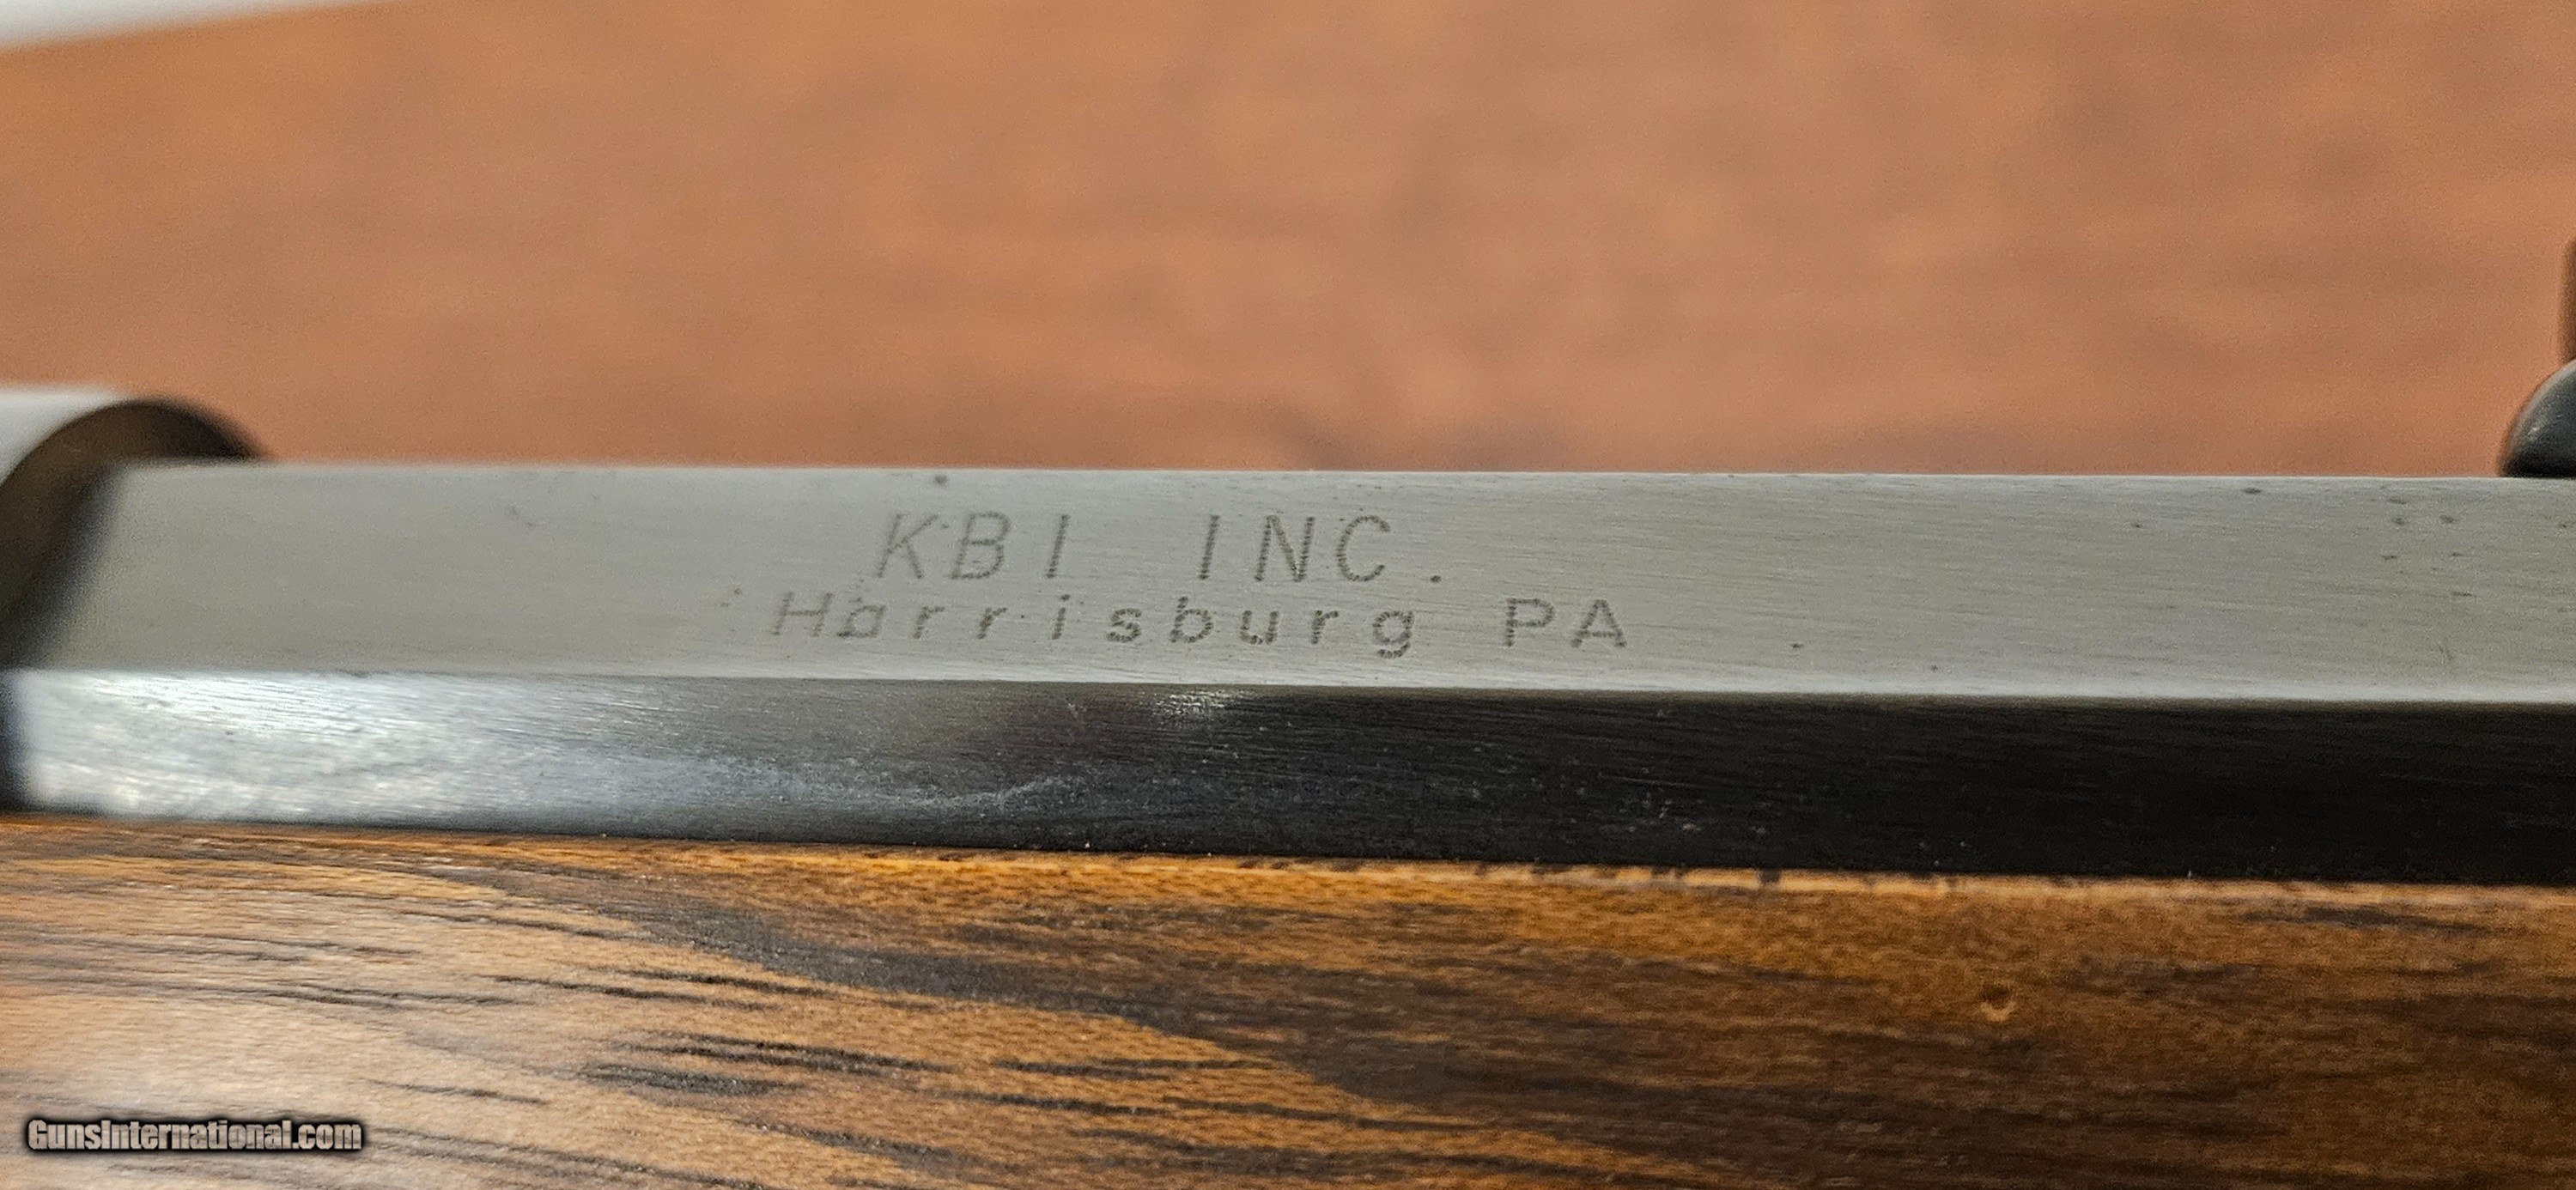 KBI INC.
Harrisburg PA
GunsInternational.com